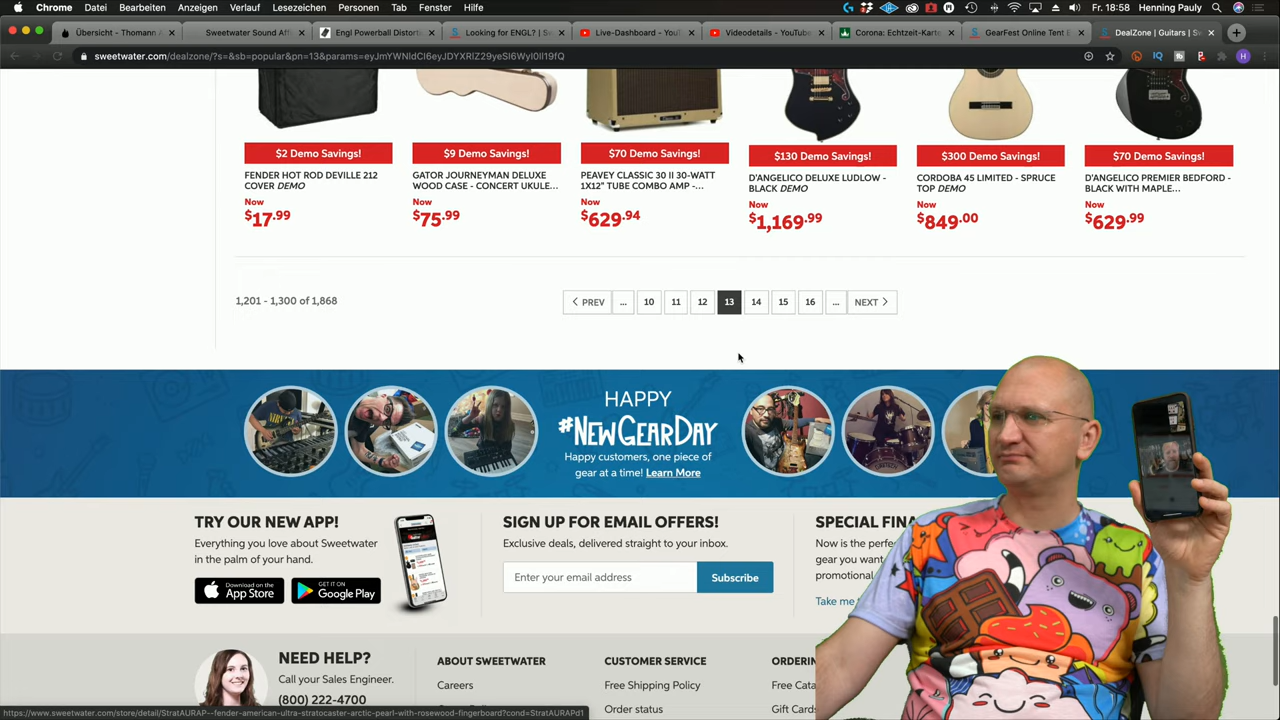 Chrome Datei Bearbeiten Anzeigen Verlauf Lesezeichen Personen Tab Fenster Hilfe Fr. 18:58 Henning Pauly
Übersicht - Thomann Sweetwater Sound Engl Powerball Looking for ENGL? | S Live-Dashboard - YouTu Videodetails - YouTube Corona: Echtzeit-Karte GearFest Online Tent DealZone | Guitars | S
sweetwater.com/dealzone/?s=&sb=popular&pn=13&params=eyJmYWNldCI6eyJDYXRlZ29yeSI6WyI0Il19fQ
$2 Demo Savings! $9 Demo Savings! $70 Demo Savings! $130 Demo Savings! $300 Demo Savings! $70 Demo Savings!
FENDER HOT ROD DEVILLE 212 GATOR JOURNEYMAN DELUXE PEAVEY CLASSIC 30 II 30-WATT D'ANGELICO DELUXE LUDLOW - CORDOBA 45 LIMITED - SPRUCE D'ANGELICO PREMIER BEDFORD -
COVER DEMO WOOD CASE - CONCERT UKULE... 1X12" TUBE COMBO AMP -... BLACK DEMO TOP DEMO BLACK WITH MAPLE...
Now Now Now Now Now Now
$17.99 $75.99 $629.94 $1,169.99 $849.00 $629.99
1,201 - 1,300 of 1,868 PREV ... 10 11 12 13 14 15 16 ... NEXT
HAPPY
#NEWGEARDAY
Happy customers, one piece of
gear at a time! Learn More
TRY OUR NEW APP! SIGN UP FOR EMAIL OFFERS! SPECIAL FINA
Everything you love about Sweetwater Exclusive deals, delivered straight to your inbox. Now is the perfe
in the palm of your hand. gear you want
Enter your email address Subscribe promotional
Download on the App Store GET IT ON Google Play Take me
NEED HELP? ABOUT SWEETWATER CUSTOMER SERVICE ORDERIN
Call your Sales Engineer. Careers Free Shipping Policy Free Cata
(800) 222-4700 Order status Gift Cards
https://www.sweetwater.com/store/detail/StratAURAP--fender-american-ultra-stratocaster-arctic-pearl-with-rosewood-fingerboard?cond=StratAURAPd1